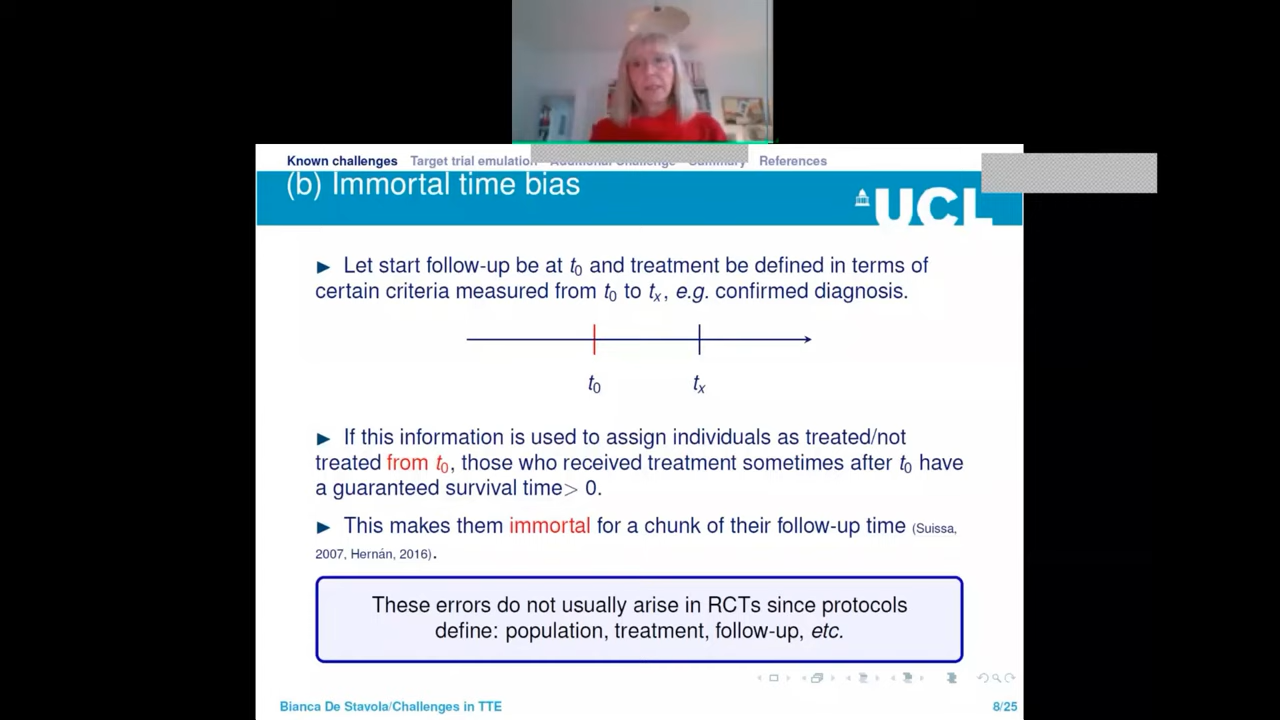 Known challenges Target trial emulation Additional Challenge Summary References
(b) Immortal time bias
UCL
► Let start follow-up be at t0 and treatment be defined in terms of
certain criteria measured from t0 to tx, e.g. confirmed diagnosis.
t0 tx
► If this information is used to assign individuals as treated/not
treated from t0, those who received treatment sometimes after t0 have
a guaranteed survival time> 0.
► This makes them immortal for a chunk of their follow-up time (Suissa,
2007, Hernán, 2016).
These errors do not usually arise in RCTs since protocols
define: population, treatment, follow-up, etc.
Bianca De Stavola/Challenges in TTE 8/25